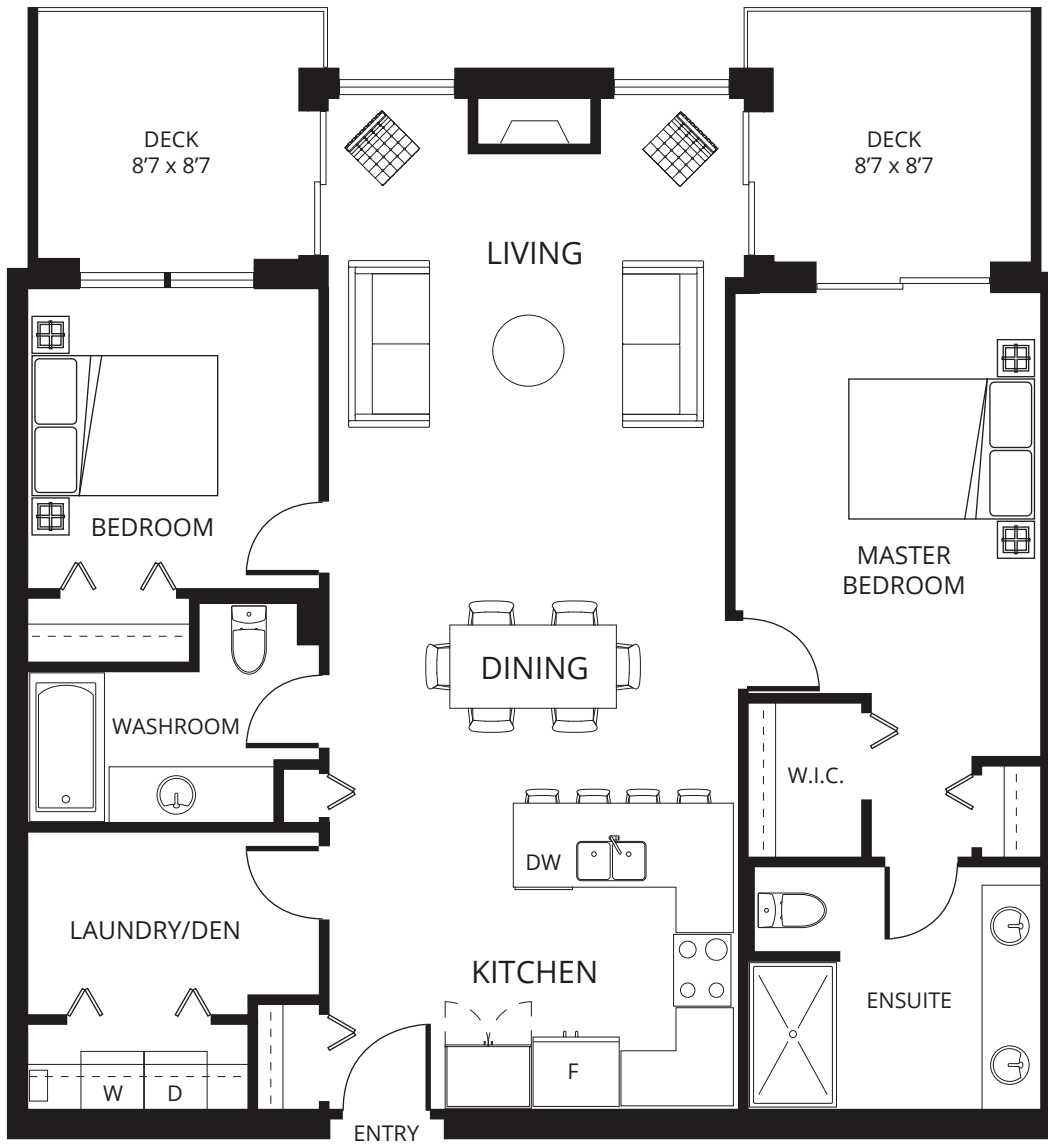 DECK
8'7 x 8'7
DECK
8'7 x 8'7
LIVING
BEDROOM
MASTER
BEDROOM
DINING
WASHROOM
W.I.C.
DW
LAUNDRY/DEN
KITCHEN
ENSUITE
W
D
F
ENTRY